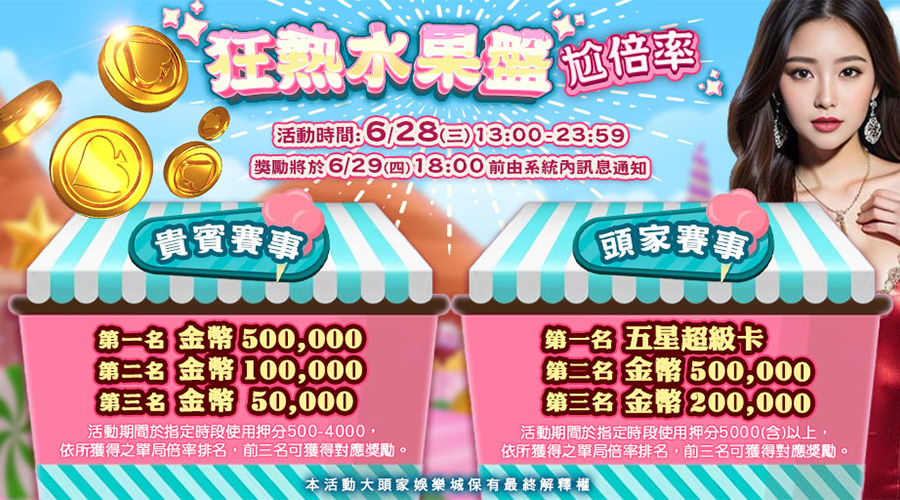 狂熱水果盤 尬倍率
活動時間:6/28(三)13:00-23:59
獎勵將於6/29(四)18:00前由系統內訊息通知
貴賓賽事
第一名 金幣 500,000
第二名 金幣 100,000
第三名 金幣 50,000
活動期間於指定時段使用押分500-4000,
依所獲得之單局倍率排名,前三名可獲得對應獎勵。
頭家賽事
第一名 五星超級卡
第二名 金幣 500,000
第三名 金幣 200,000
活動期間於指定時段使用押分5000(含)以上,
依所獲得之單局倍率排名,前三名可獲得對應獎勵。
本活動大頭家娛樂城保有最終解釋權